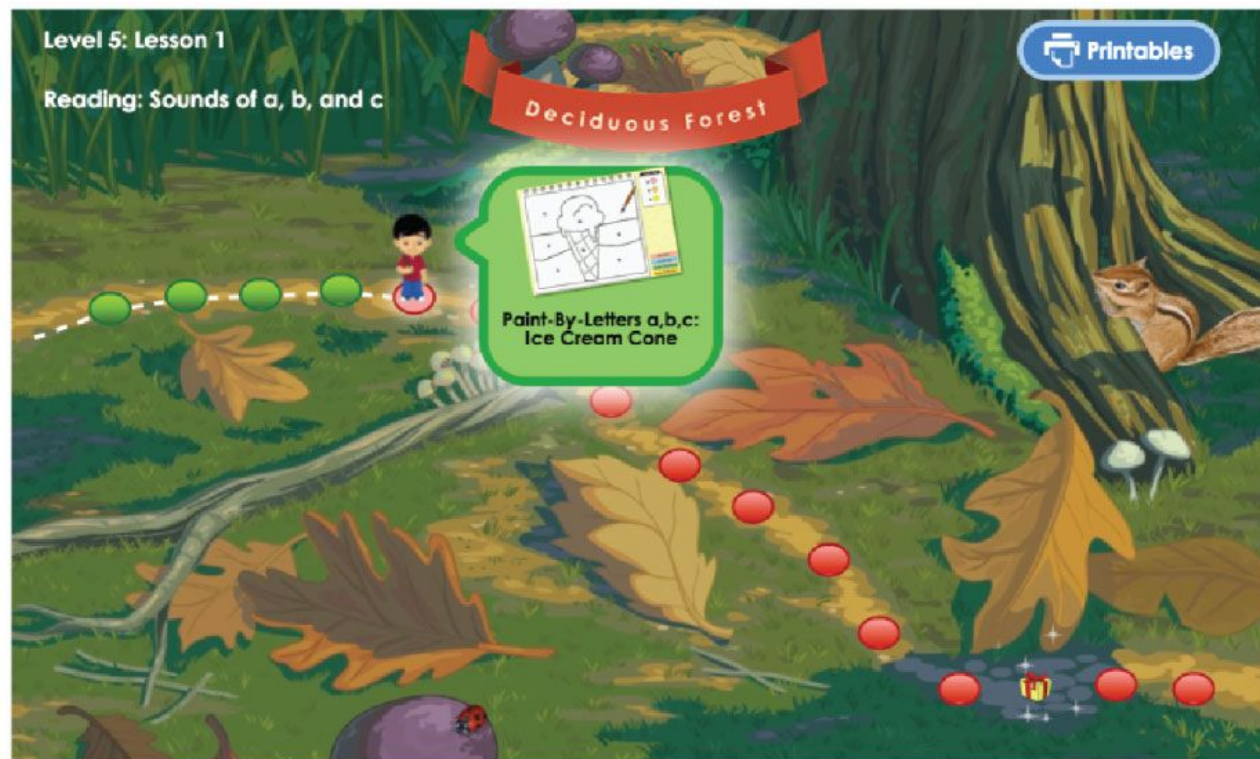 Level 5: Lesson 1
Printables
Reading: Sounds of a, b, and c
Deciduous Forest
Paint-By-Letters a,b,c:
Ice Cream Cone